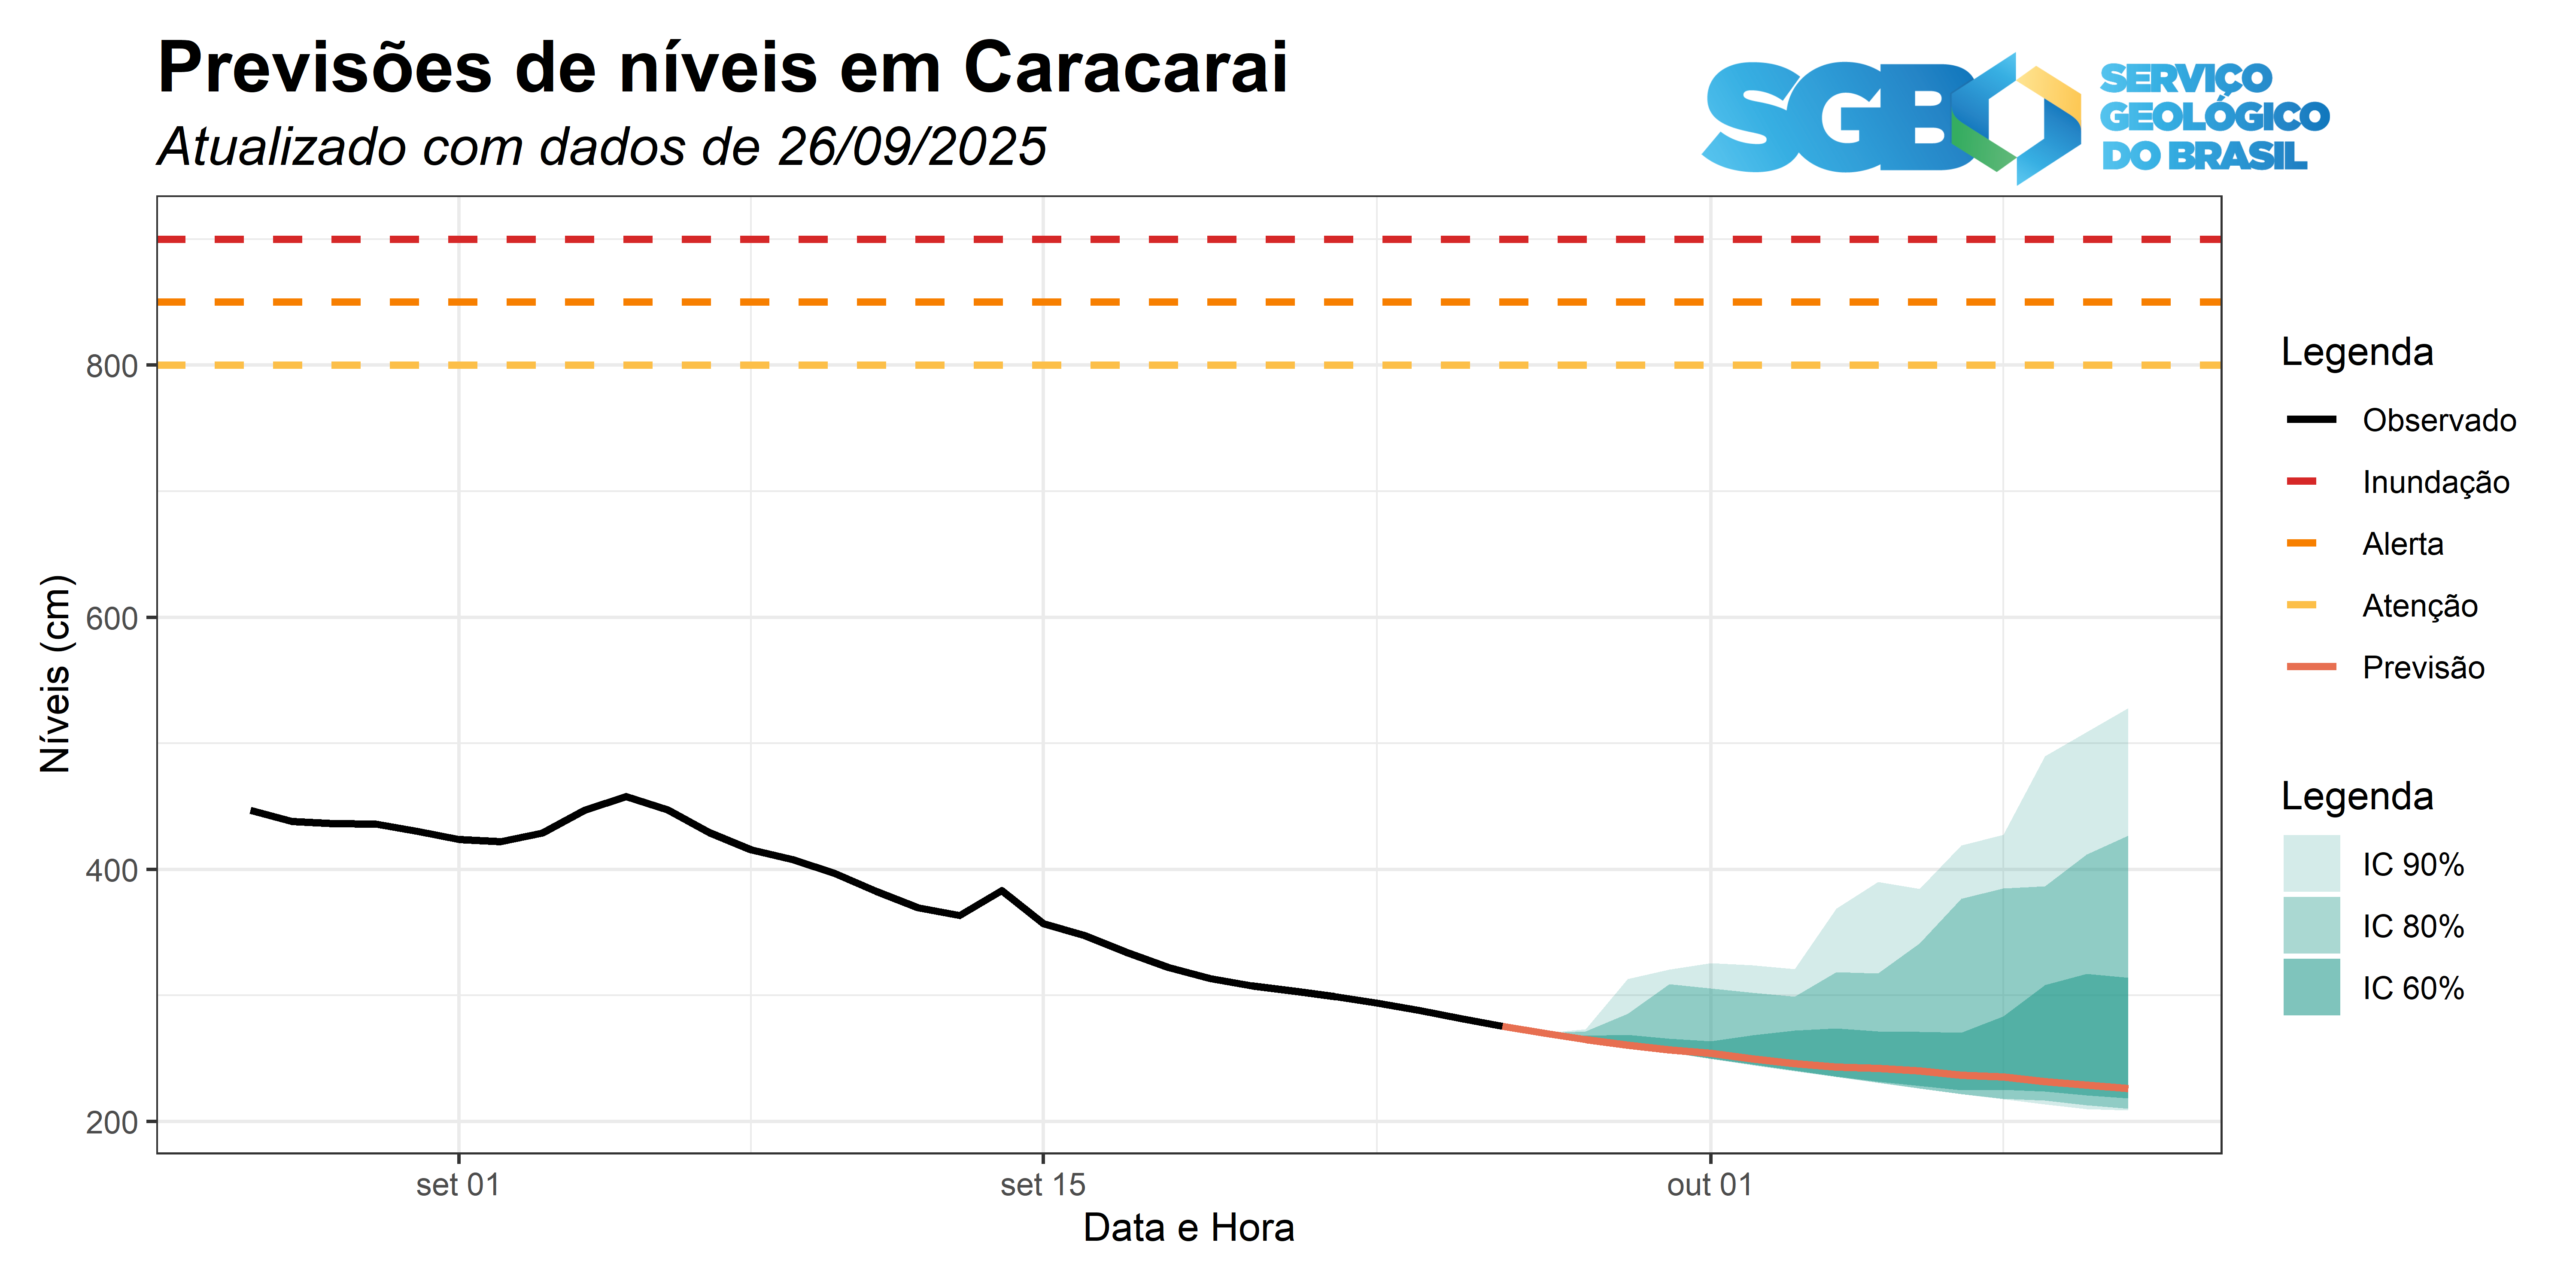 Previsões de níveis em Caracarai
Atualizado com dados de 26/09/2025
SGB
SERVIÇO
GEOLÓGICO
DO BRASIL
Níveis (cm)
800
600
400
200
set 01
set 15
out 01
Data e Hora
Legenda
Observado
Inundação
Alerta
Atenção
Previsão
Legenda
IC 90%
IC 80%
IC 60%